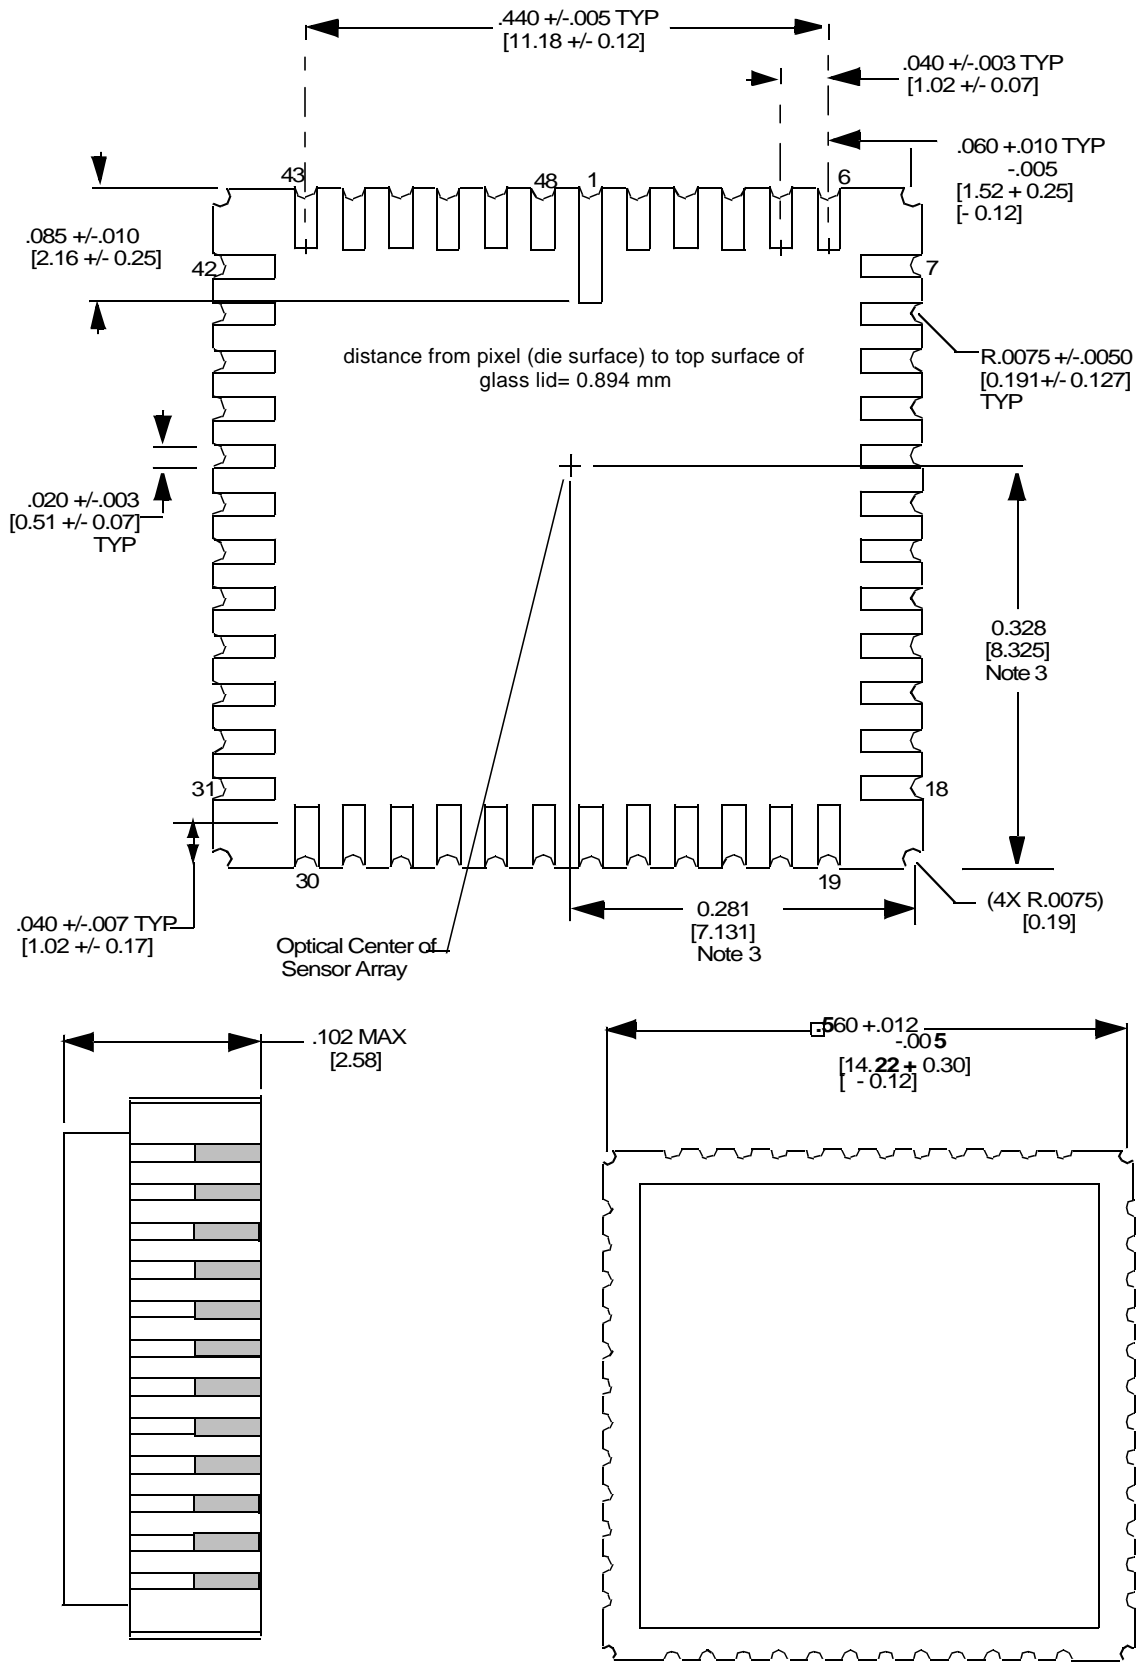 .440 +/-.005 TYP
[11.18 +/- 0.12]
.040 +/-.003 TYP
[1.02 +/- 0.07]
.060 +.010 TYP
-.005
[1.52 + 0.25]
[- 0.12]
43
48
1
6
.085 +/-.010
[2.16 +/- 0.25]
42
7
distance from pixel (die surface) to top surface of
glass lid= 0.894 mm
R.0075 +/-.0050
[0.191+/- 0.127]
TYP
.020 +/-.003
[0.51 +/- 0.07]
TYP
0.328
[8.325]
Note 3
31
18
30
19
.040 +/-.007 TYP
[1.02 +/- 0.17]
0.281
[7.131]
Note 3
(4X R.0075)
[0.19]
Optical Center of
Sensor Array
.102 MAX
[2.58]
.560 +.012
-.005
[14.22 + 0.30]
[ - 0.12]